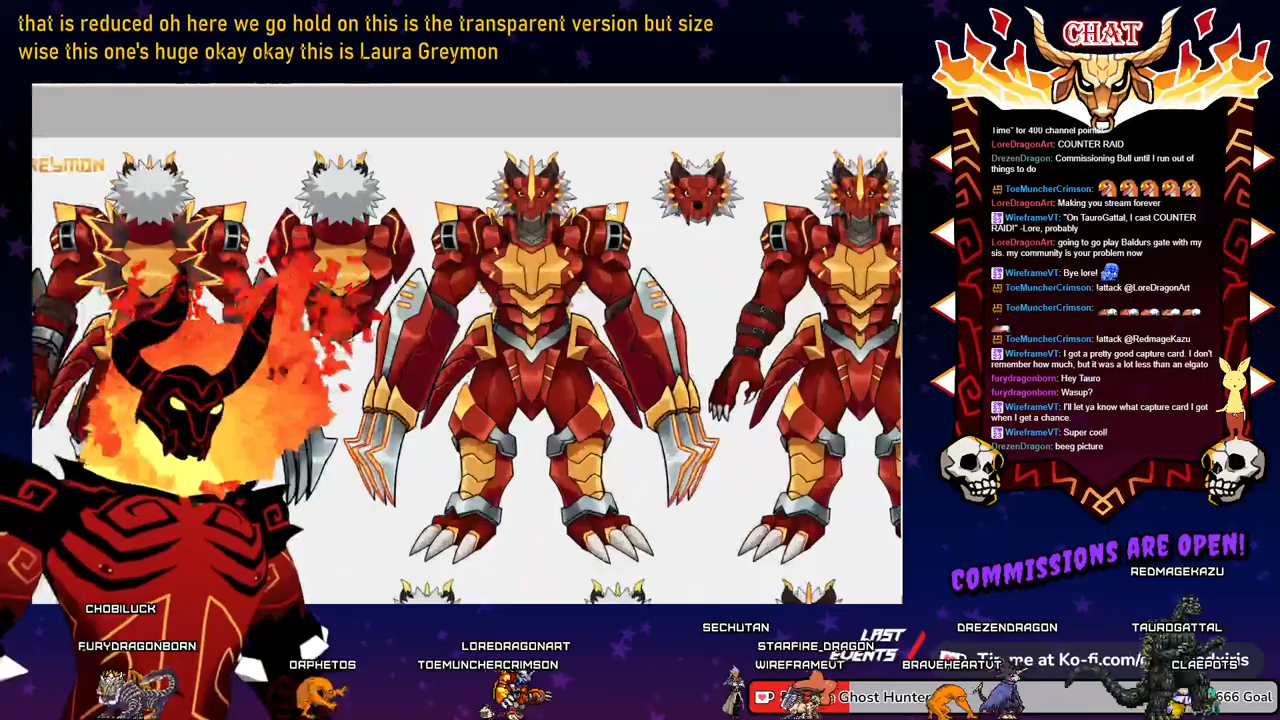 that is reduced oh here we go hold on this is the transparent version but size
wise this one's huge okay okay this is Laura Greymon
CHAT
Time" for 400 channel points
LoreDragonArt: COUNTER RAID
DrezenDragon: Commissioning Bull until I run out of
things to do
ToeMuncherCrimson:
LoreDragonArt: Making you stream forever
WireframeVT: "On TauroGattal, I cast COUNTER
RAID!" -Lore, probably
LoreDragonArt: going to go play Baldurs gate with my
sis. my community is your problem now
WireframeVT: Bye lore!
ToeMuncherCrimson: !attack @LoreDragonArt
ToeMuncherCrimson:
ToeMuncherCrimson: !attack @RedmageKazu
WireframeVT: I got a pretty good capture card. I don't
remember how much, but it was a lot less than an elgato
furydragonborn: Hey Tauro
furydragonborn: Wasup?
WireframeVT: I'll let ya know what capture card I got
when I get a chance.
WireframeVT: Super cool!
DrezenDragon: beeg picture
COMMISSIONS ARE OPEN!
REDMAGEKAZU
CHOBILUCK
FURYDRAGONBORN
ORPHETOS
LOREDRAGONART
TOEMUNCHERCRIMSON
SECHUTAN
STARFIRE_DRAGON
WIREFRAMEVT
LAST
EVENTS
DREZENDRAGON
BRAVEHEARTVT
TAUROGATTAL
CLAEPOTS
me at Ko-fi.com/
Ghost Hunter
666 Goal